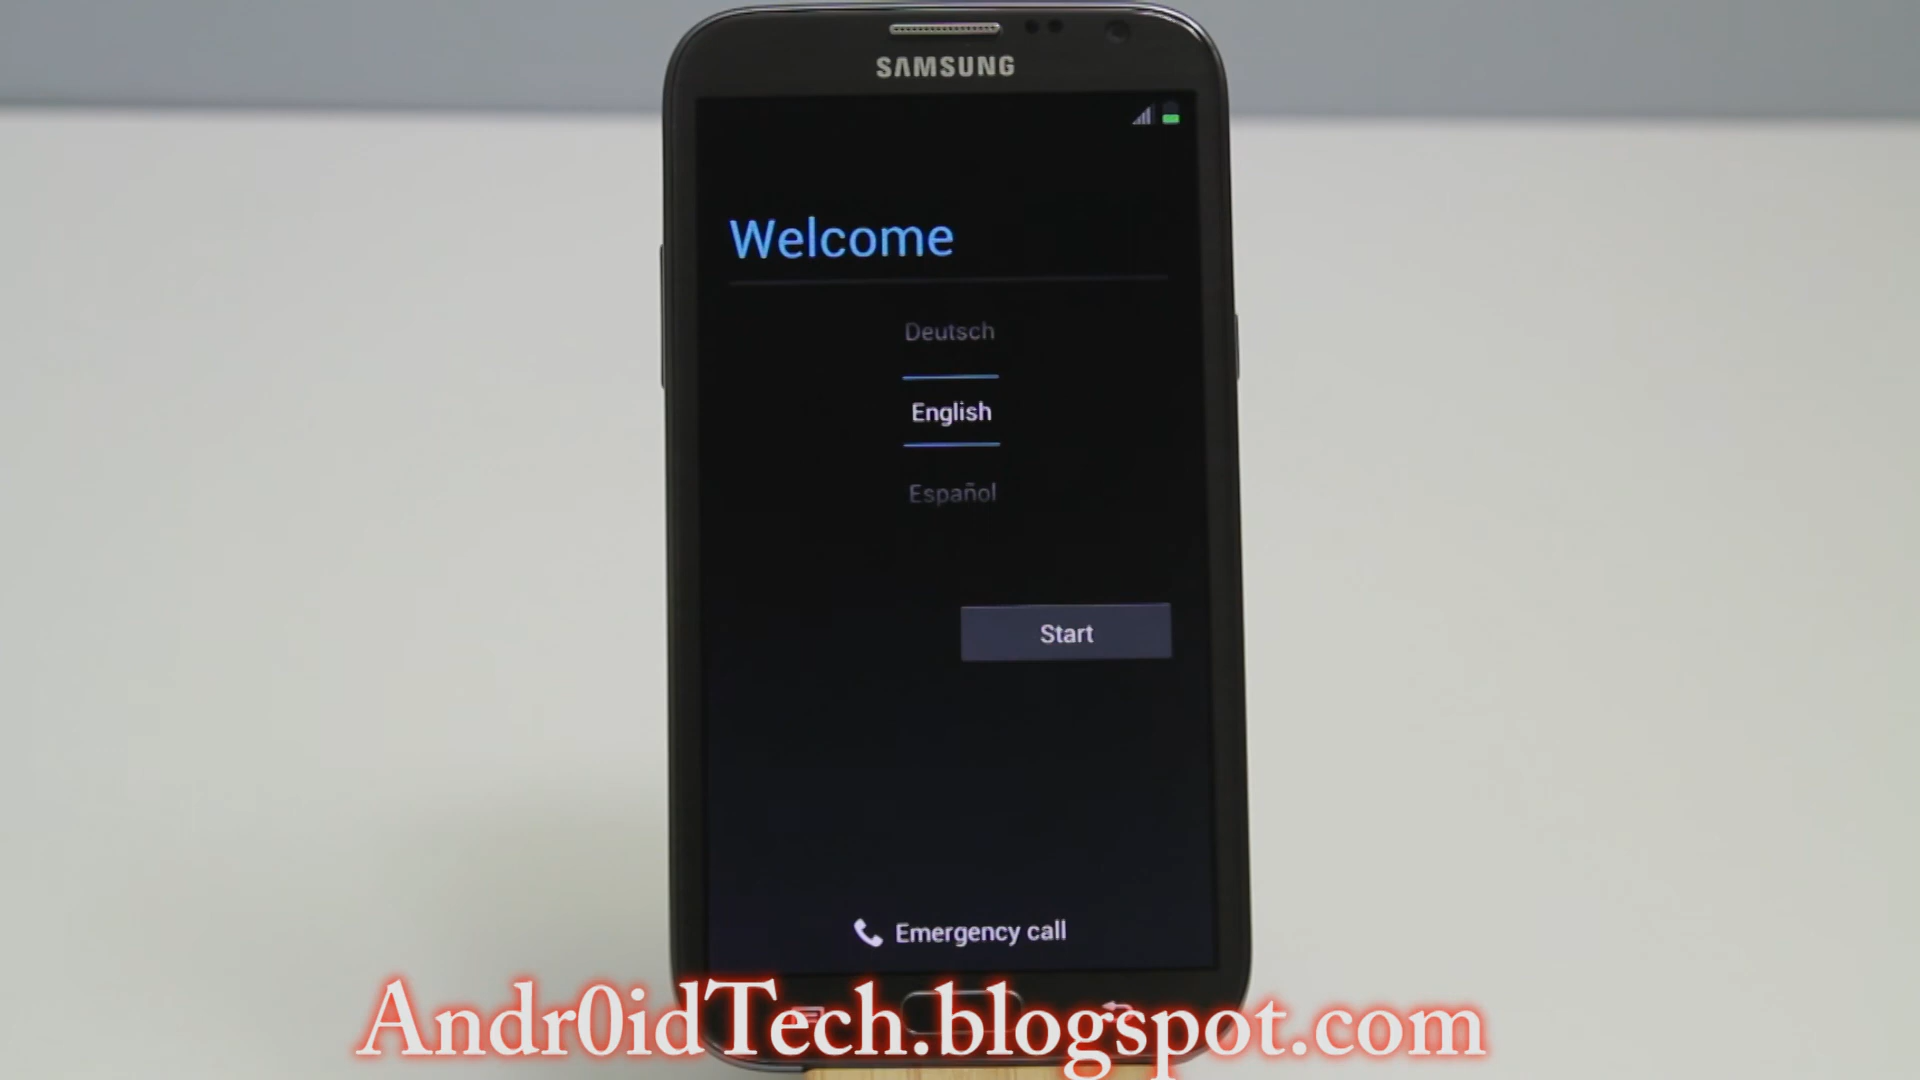 SAMSUNG
Welcome
Deutsch
English
Español
Start
Emergency call
Andr0idTech.blogspot.com